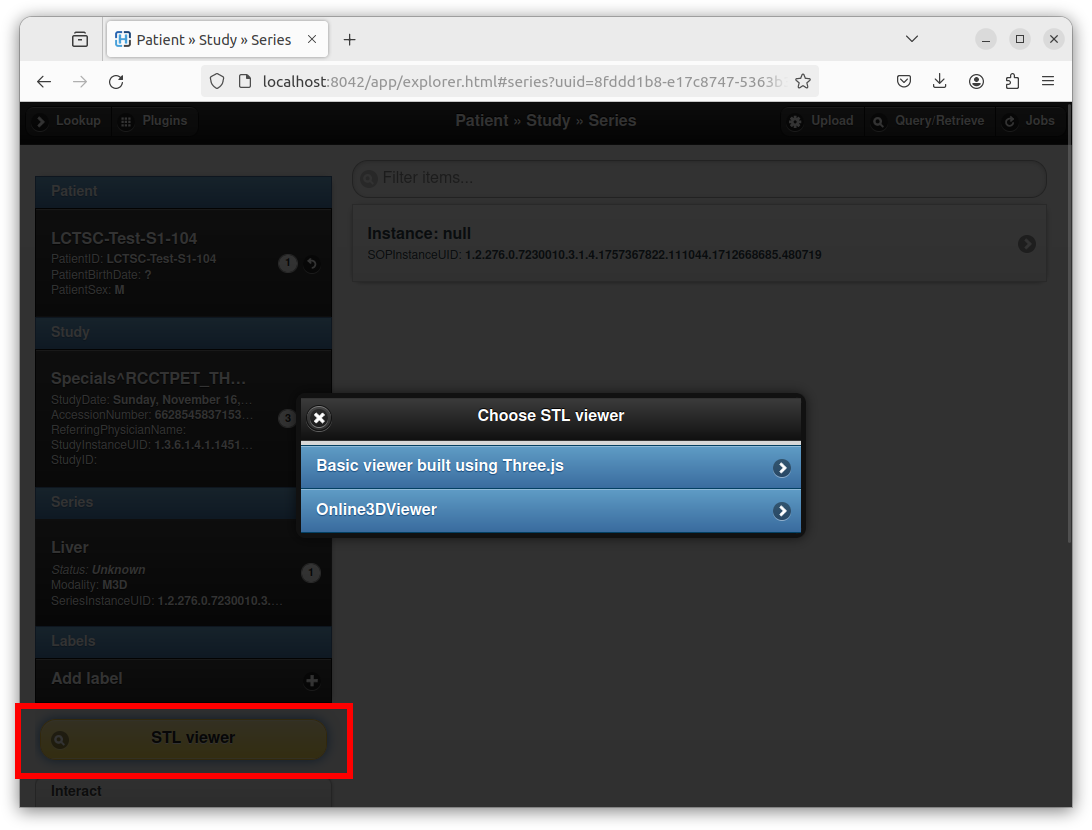 Patient » Study » Series
localhost:8042/app/explorer.html#series?uuid=8fddd1b8-e17c8747-5363b
Lookup
Plugins
Patient » Study » Series
Upload
Query/Retrieve
Jobs
Patient
LCTSC-Test-S1-104
PatientID: LCTSC-Test-S1-104
PatientBirthDate: ?
PatientSex: M
1
Study
Specials^RCCTPET_TH...
StudyDate: Sunday, November 16,...
AccessionNumber: 6628545837153...
ReferringPhysicianName:
StudyInstanceUID: 1.3.6.1.4.1.1451...
StudyID:
3
Series
Liver
Status: Unknown
Modality: M3D
SeriesInstanceUID: 1.2.276.0.7230010.3....
1
Labels
Add label
STL viewer
Interact
Filter items...
Instance: null
SOPInstanceUID: 1.2.276.0.7230010.3.1.4.1757367822.111044.1712668685.480719
Choose STL viewer
Basic viewer built using Three.js
Online3DViewer